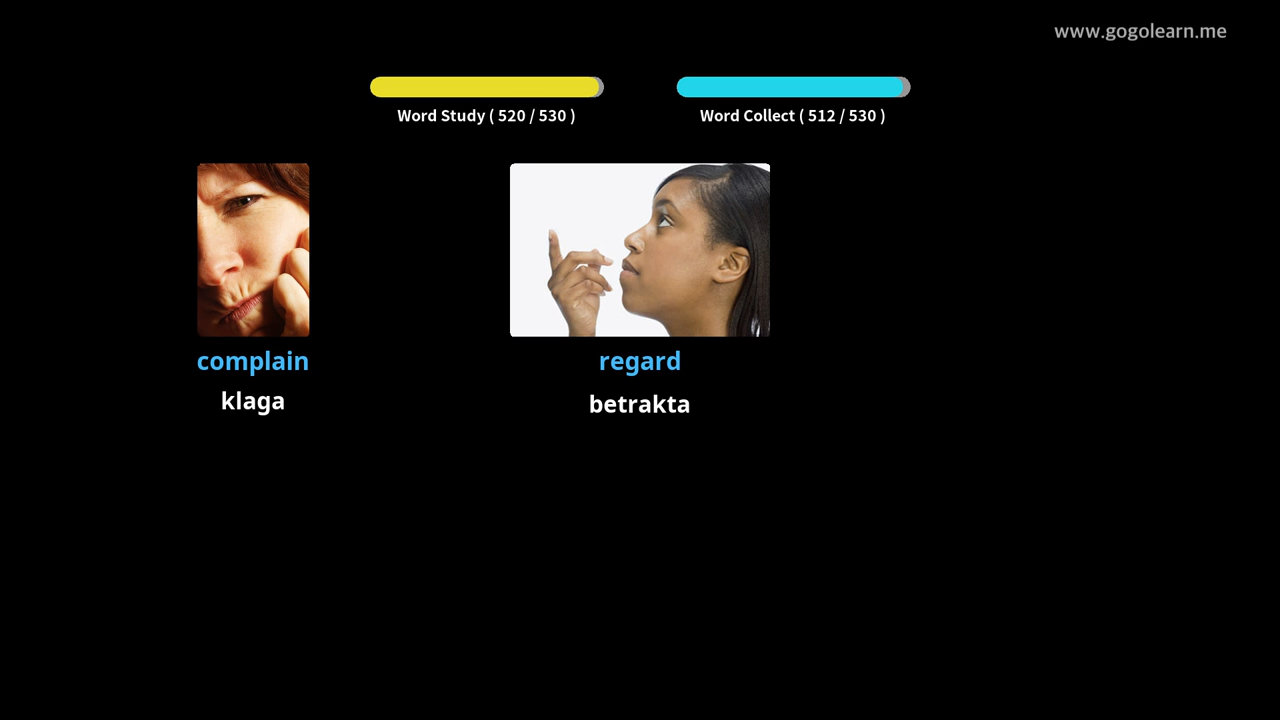 www.gogolearn.me
Word Study ( 520 / 530 )
Word Collect ( 512 / 530 )
complain
klaga
regard
betrakta